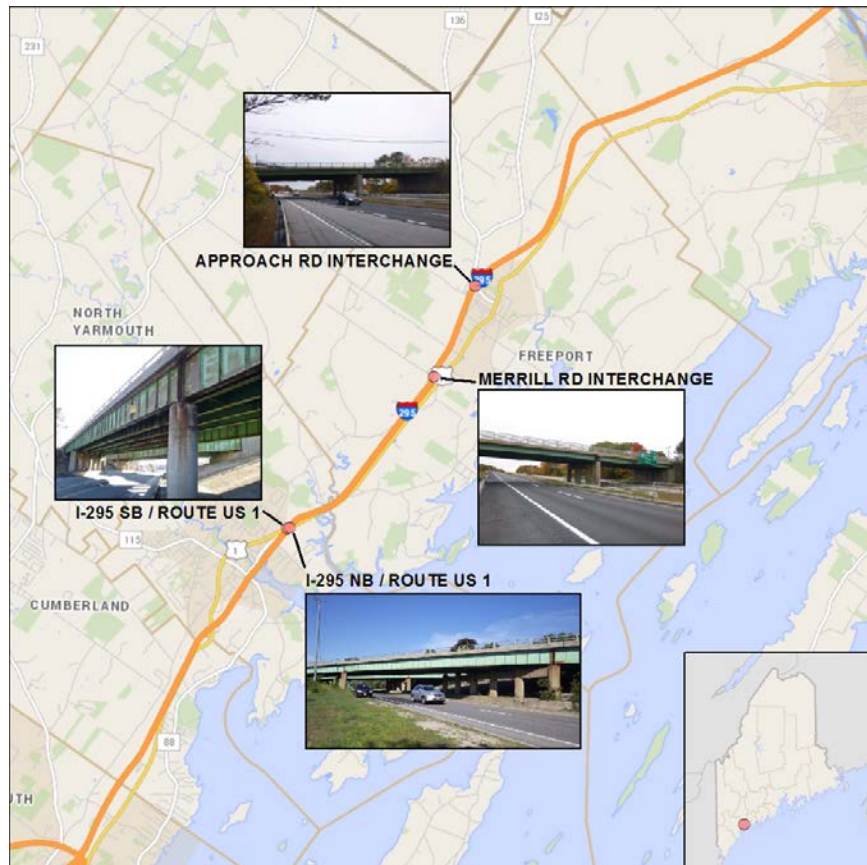 136
125
231
APPROACH RD INTERCHANGE
295
NORTH
YARMOUTH
FREEPORT
MERRILL RD INTERCHANGE
295
I-295 SB / ROUTE US 1
115
1
I-295 NB / ROUTE US 1
CUMBERLAND
88
UTH